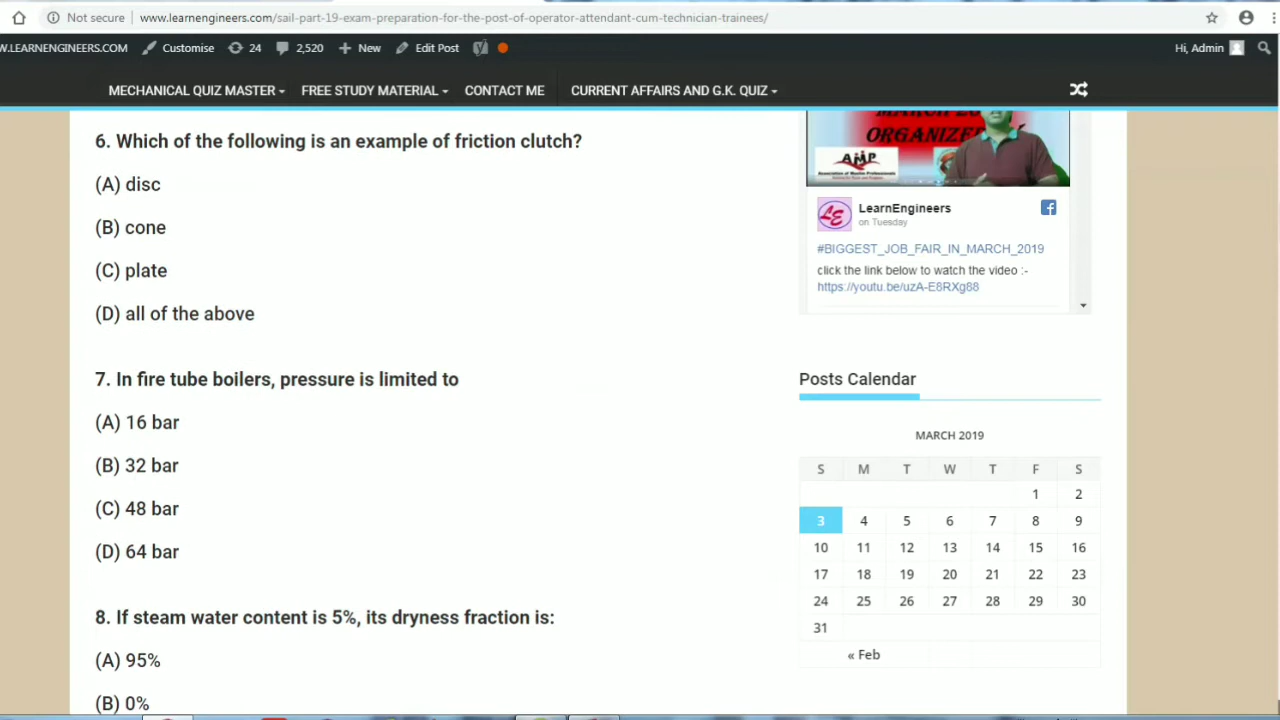 Not secure www.learnengineers.com/sail-part-19-exam-preparation-for-the-post-of-operator-attendant-cum-technician-trainees/
W.LEARNENGINEERS.COM Customise 24 2,520 New Edit Post Hi, Admin
MECHANICAL QUIZ MASTER FREE STUDY MATERIAL CONTACT ME CURRENT AFFAIRS AND G.K. QUIZ
6. Which of the following is an example of friction clutch?
(A) disc
(B) cone
(C) plate
(D) all of the above
7. In fire tube boilers, pressure is limited to
(A) 16 bar
(B) 32 bar
(C) 48 bar
(D) 64 bar
8. If steam water content is 5%, its dryness fraction is:
(A) 95%
(B) 0%
ORGANIZE
AMP
Association of Muslim Professionals
LE LearnEngineers
on Tuesday
#BIGGEST_JOB_FAIR_IN_MARCH_2019
click the link below to watch the video :-
https://youtu.be/uzA-E8RXg88
Posts Calendar
MARCH 2019
S M T W T F S
1 2
3 4 5 6 7 8 9
10 11 12 13 14 15 16
17 18 19 20 21 22 23
24 25 26 27 28 29 30
31
« Feb